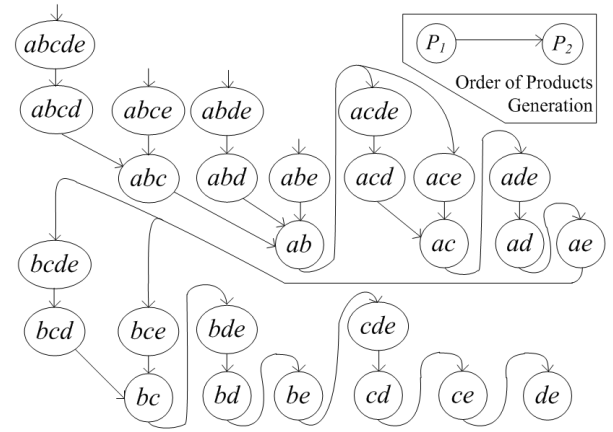 abcde
P1 P2
Order of Products
Generation
abcd abce abde acde
abc abd abe acd ace ade
ab ac ad ae
bcde
bcd bce bde cde
bc bd be cd ce de